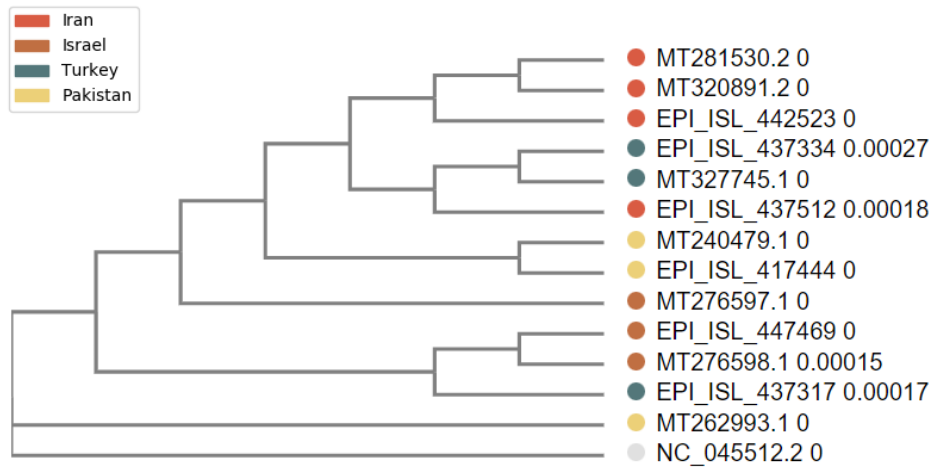 Iran
Israel
Turkey
Pakistan
MT281530.2 0
MT320891.2 0
EPI_ISL_442523 0
EPI_ISL_437334 0.00027
MT327745.1 0
EPI_ISL_437512 0.00018
MT240479.1 0
EPI_ISL_417444 0
MT276597.1 0
EPI_ISL_447469 0
MT276598.1 0.00015
EPI_ISL_437317 0.00017
MT262993.1 0
NC_045512.2 0